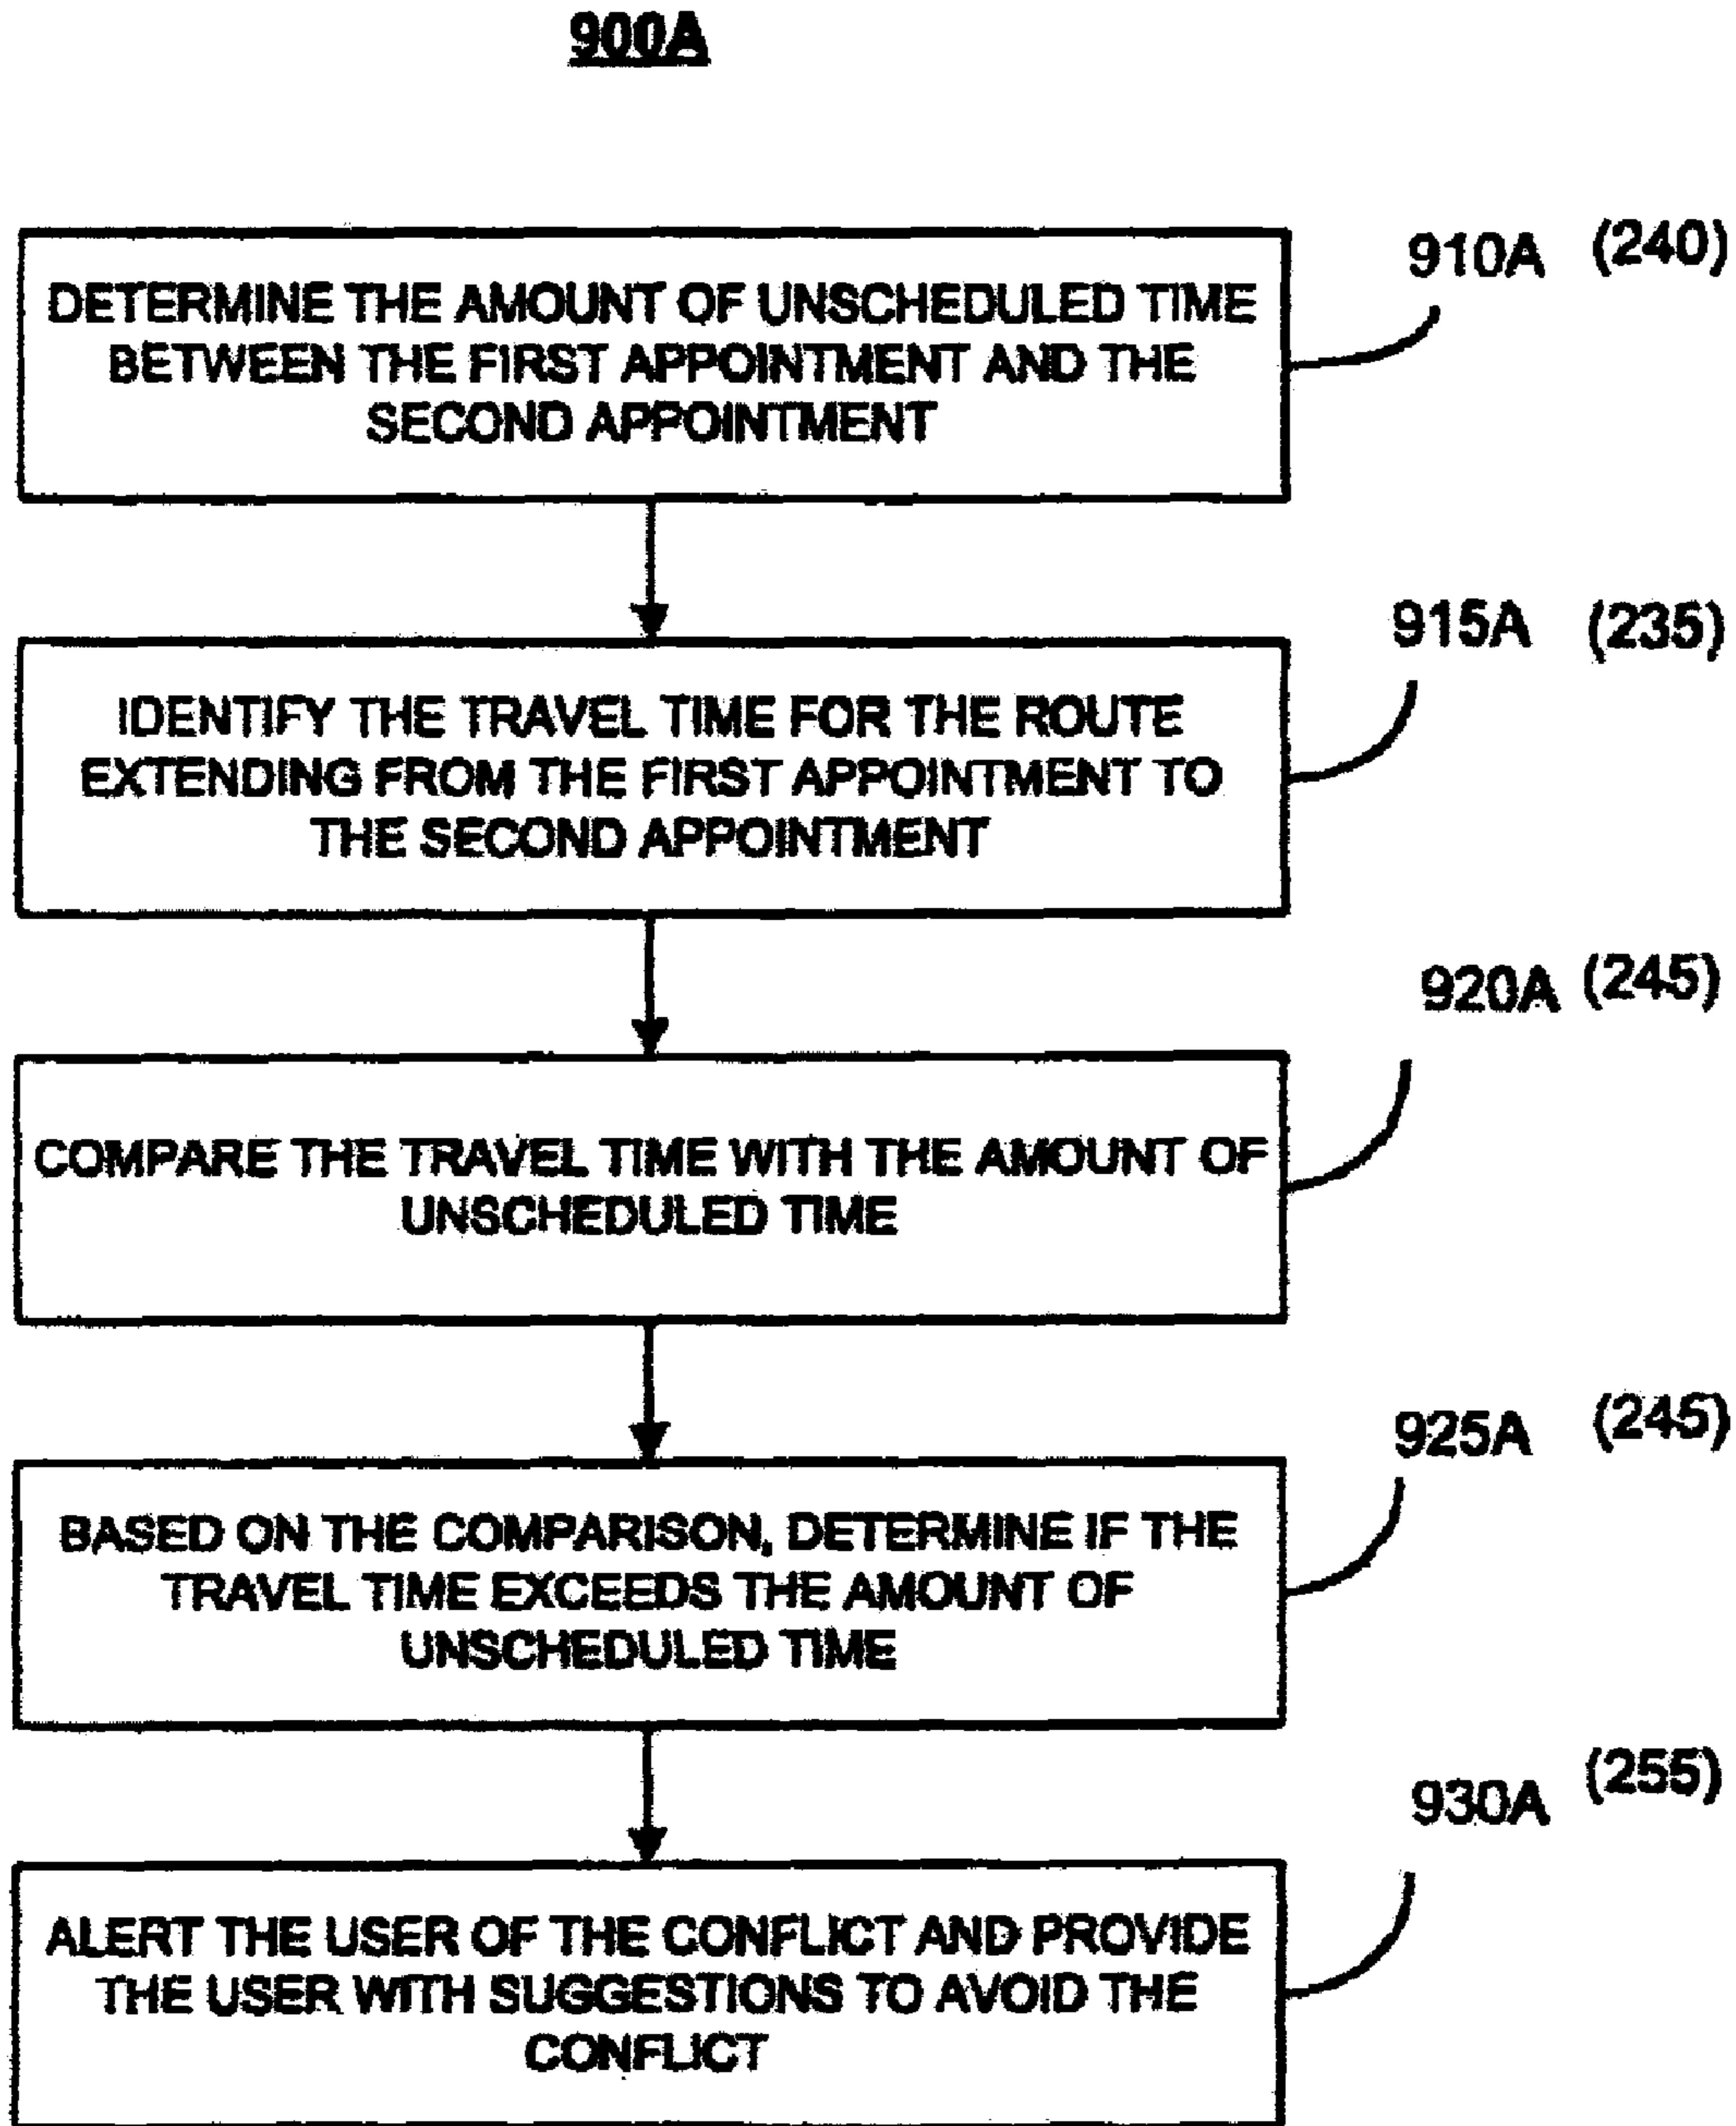 900A
DETERMINE THE AMOUNT OF UNSCHEDULED TIME
BETWEEN THE FIRST APPOINTMENT AND THE
SECOND APPOINTMENT
910A (240)
IDENTIFY THE TRAVEL TIME FOR THE ROUTE
EXTENDING FROM THE FIRST APPOINTMENT TO
THE SECOND APPOINTMENT
915A (235)
COMPARE THE TRAVEL TIME WITH THE AMOUNT OF
UNSCHEDULED TIME
920A (245)
BASED ON THE COMPARISON, DETERMINE IF THE
TRAVEL TIME EXCEEDS THE AMOUNT OF
UNSCHEDULED TIME
925A (245)
ALERT THE USER OF THE CONFLICT AND PROVIDE
THE USER WITH SUGGESTIONS TO AVOID THE
CONFLICT
930A (255)